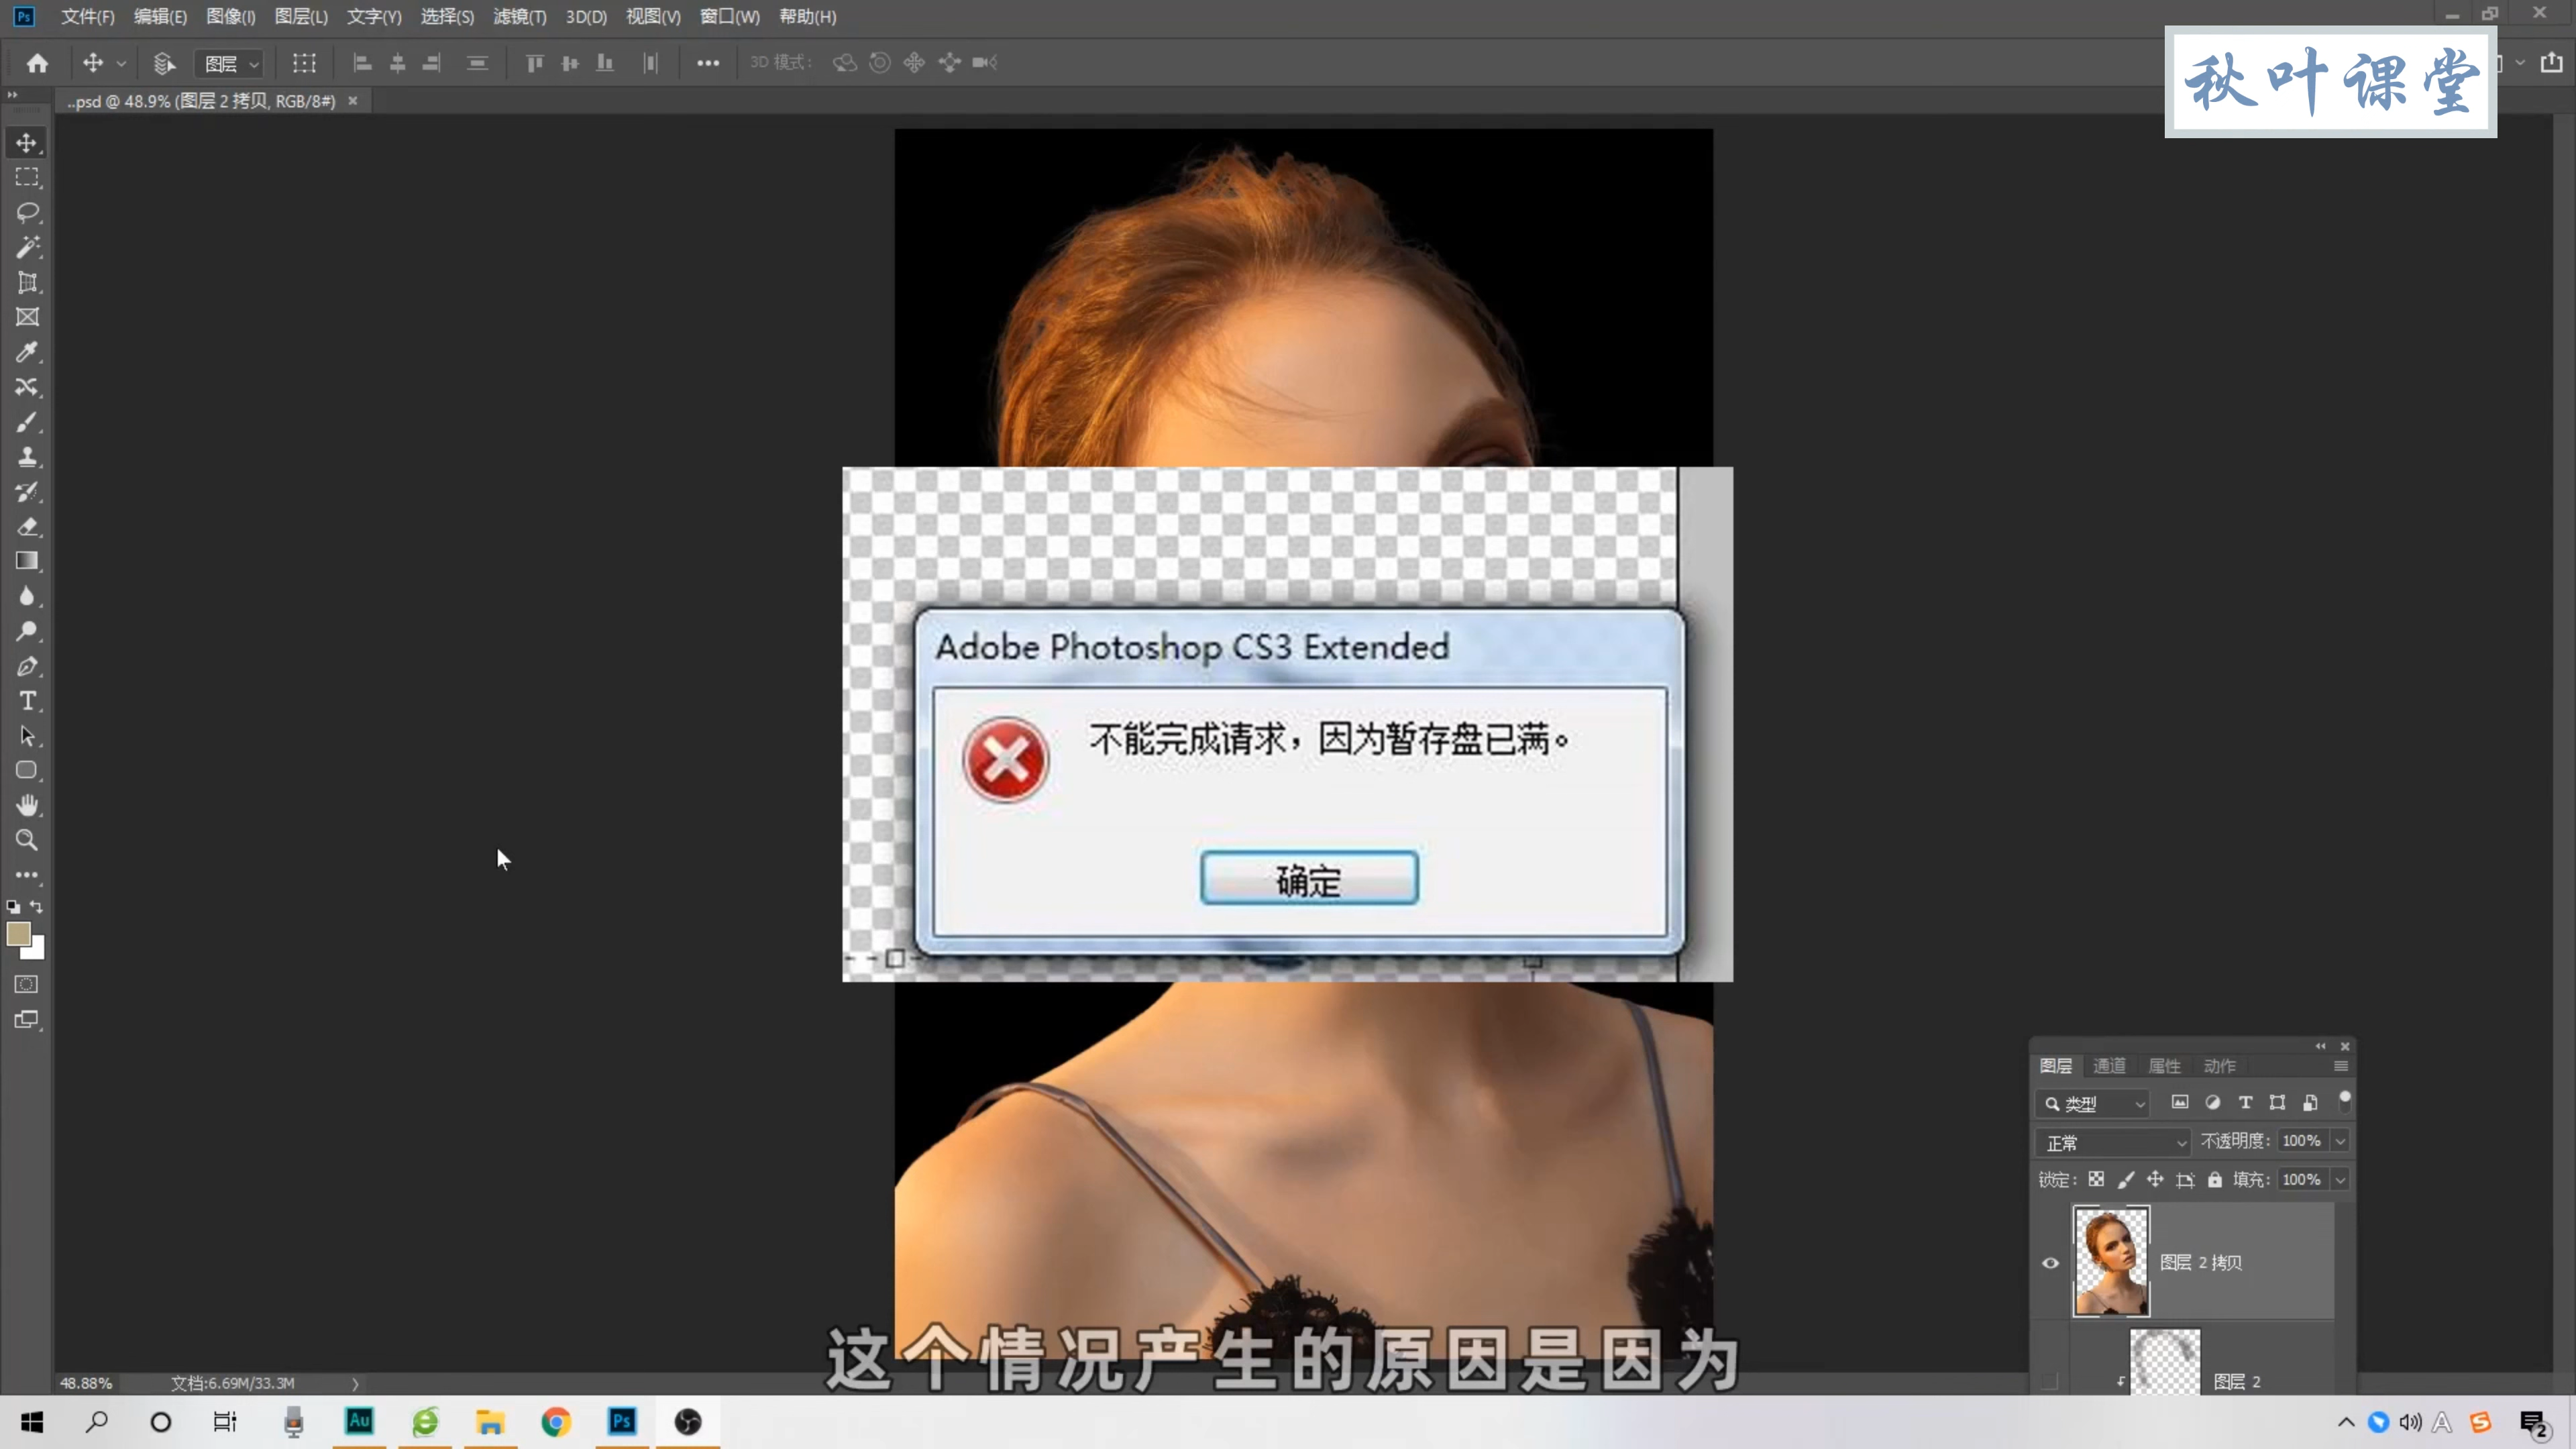 文件(F) 编辑(E) 图像(I) 图层(L) 文字(Y) 选择(S) 滤镜(T) 3D(D) 视图(V) 窗口(W) 帮助(H)
图层 3D 模式:
秋叶课堂
..psd @ 48.9% (图层 2 拷贝, RGB/8#) ×
Adobe Photoshop CS3 Extended
不能完成请求，因为暂存盘已满。
确定
图层 通道 属性 动作
类型
正常 不透明度: 100%
锁定: 填充: 100%
图层 2 拷贝
图层 2
这个情况产生的原因是因为
48.88% 文档:6.69M/33.3M
Au Ps
2